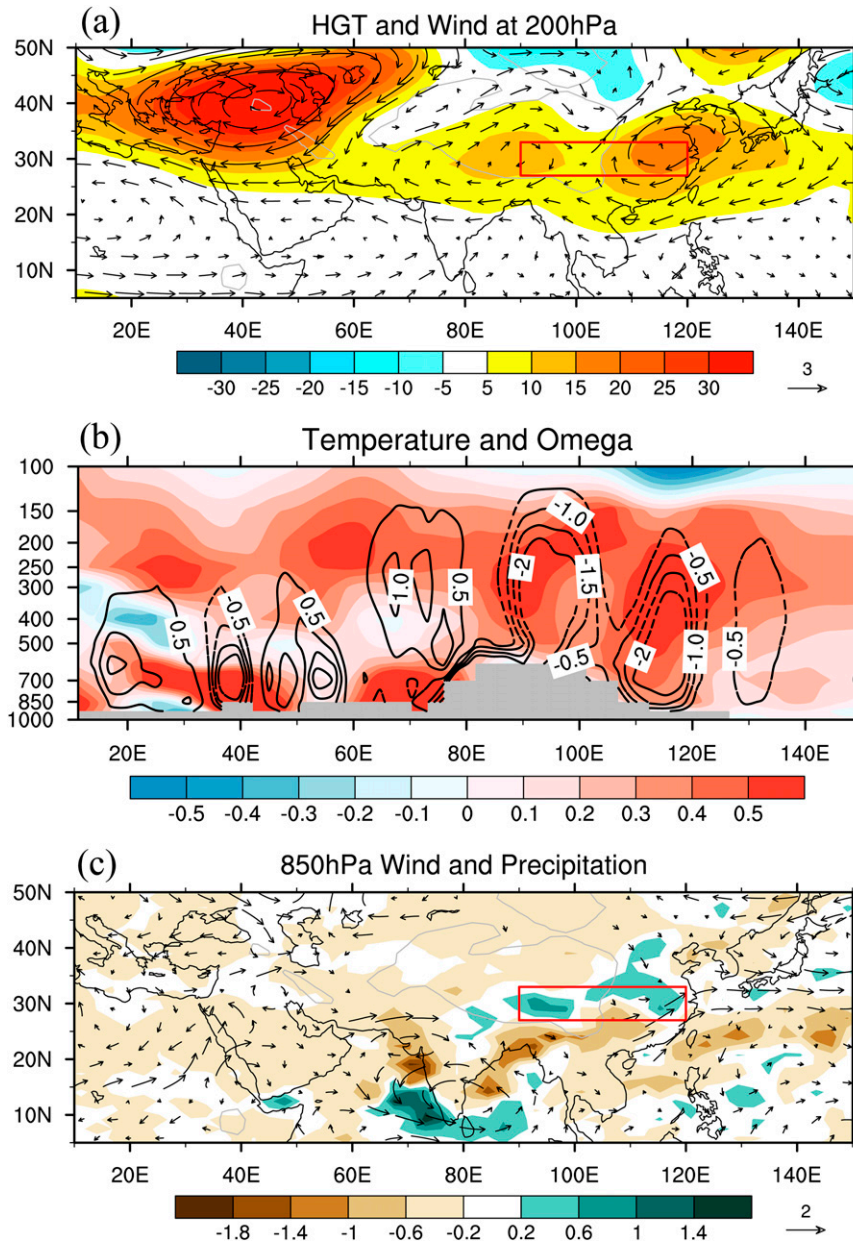 (a) HGT and Wind at 200hPa
50N
40N
30N
20N
10N
20E 40E 60E 80E 100E 120E 140E
-30 -25 -20 -15 -10 -5 5 10 15 20 25 30
3
(b) Temperature and Omega
100
150
200
250
300
400
500
700
850
1000
0.5 -0.5 0.5 1.0 0.5 -2 -1.0 -1.5 -0.5 -2 -0.5 -1.0 -0.5
20E 40E 60E 80E 100E 120E 140E
-0.5 -0.4 -0.3 -0.2 -0.1 0 0.1 0.2 0.3 0.4 0.5
(c) 850hPa Wind and Precipitation
50N
40N
30N
20N
10N
20E 40E 60E 80E 100E 120E 140E
-1.8 -1.4 -1 -0.6 -0.2 0.2 0.6 1 1.4
2